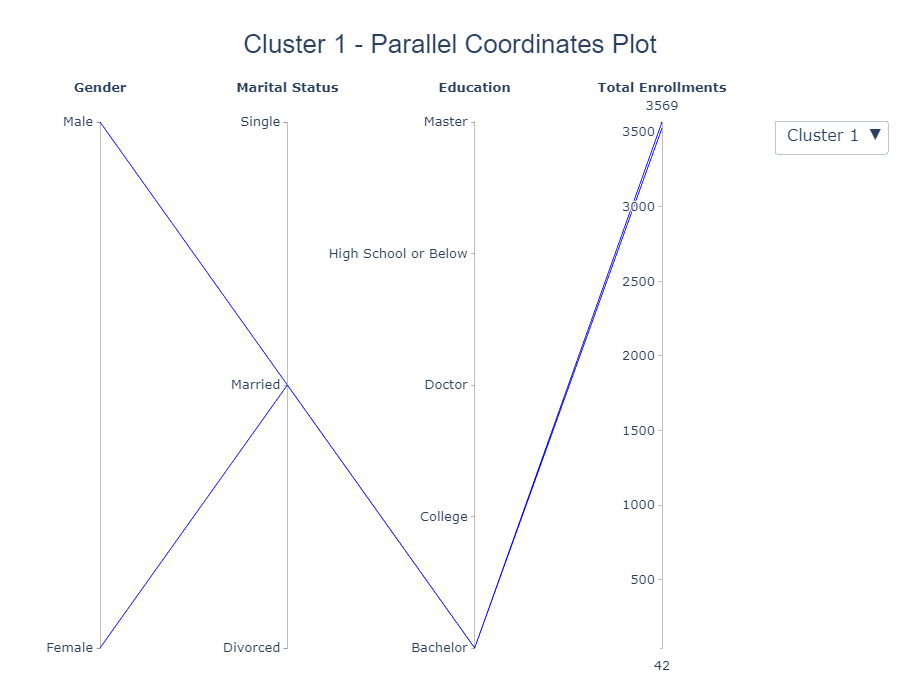 Cluster 1 - Parallel Coordinates Plot
Gender
Marital Status
Education
Total Enrollments
3569
Male
Single
Master
3500
Cluster 1 ▼
3000
High School or Below
2500
2000
Married
Doctor
1500
1000
College
500
Female
Divorced
Bachelor
42